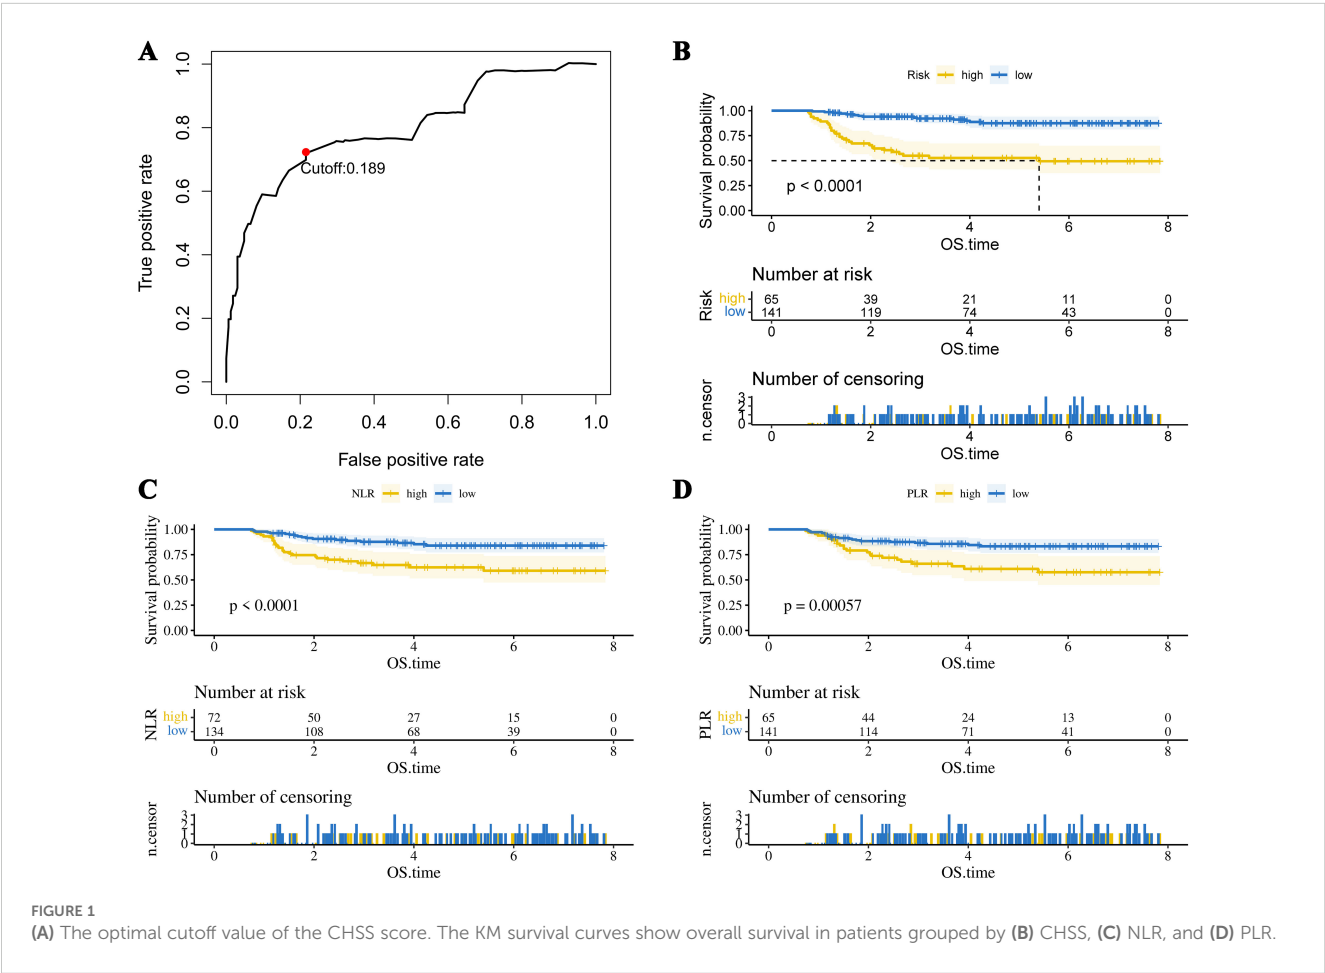 A
1.0
0.8
0.6
0.4
0.2
0.0
True positive rate
Cutoff:0.189
0.0 0.2 0.4 0.6 0.8 1.0
False positive rate
B
Risk high low
Survival probability
1.00
0.75
0.50
0.25
0.00
p < 0.0001
0 2 4 6 8
OS.time
Number at risk
Risk
high 65 39 21 11 0
low 141 119 74 43 0
0 2 4 6 8
OS.time
Number of censoring
n.censor
3
2
1
0
0 2 4 6 8
OS.time
C
NLR high low
Survival probability
1.00
0.75
0.50
0.25
0.00
p < 0.0001
0 2 4 6 8
OS.time
Number at risk
NLR
high 72 50 27 15 0
low 134 108 68 39 0
0 2 4 6 8
OS.time
Number of censoring
n.censor
3
2
1
0
0 2 4 6 8
OS.time
D
PLR high low
Survival probability
1.00
0.75
0.50
0.25
0.00
p = 0.00057
0 2 4 6 8
OS.time
Number at risk
PLR
high 65 44 24 13 0
low 141 114 71 41 0
0 2 4 6 8
OS.time
Number of censoring
n.censor
3
2
1
0
0 2 4 6 8
OS.time
FIGURE 1
(A) The optimal cutoff value of the CHSS score. The KM survival curves show overall survival in patients grouped by (B) CHSS, (C) NLR, and (D) PLR.